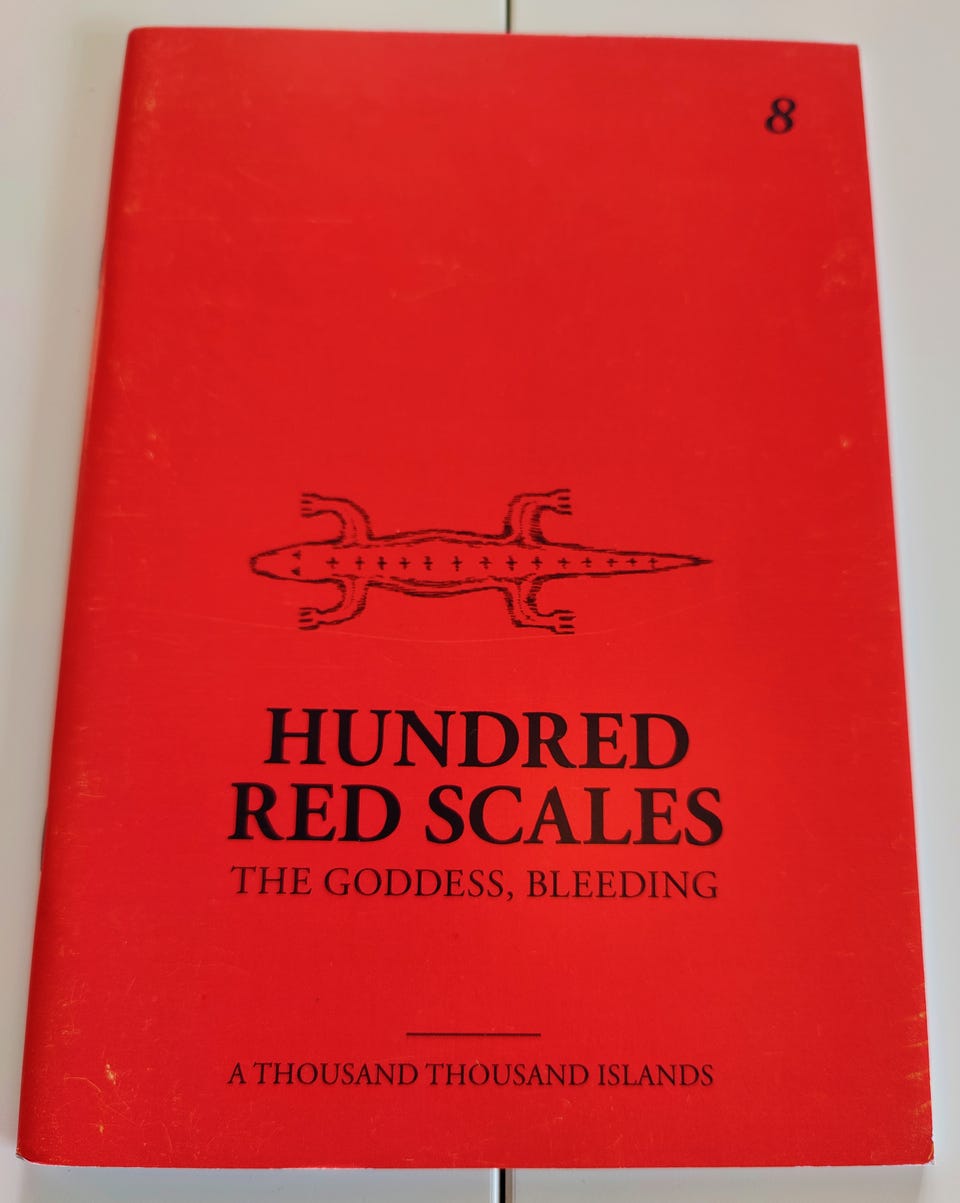 8
HUNDRED
RED SCALES
THE GODDESS, BLEEDING
A THOUSAND THOUSAND ISLANDS